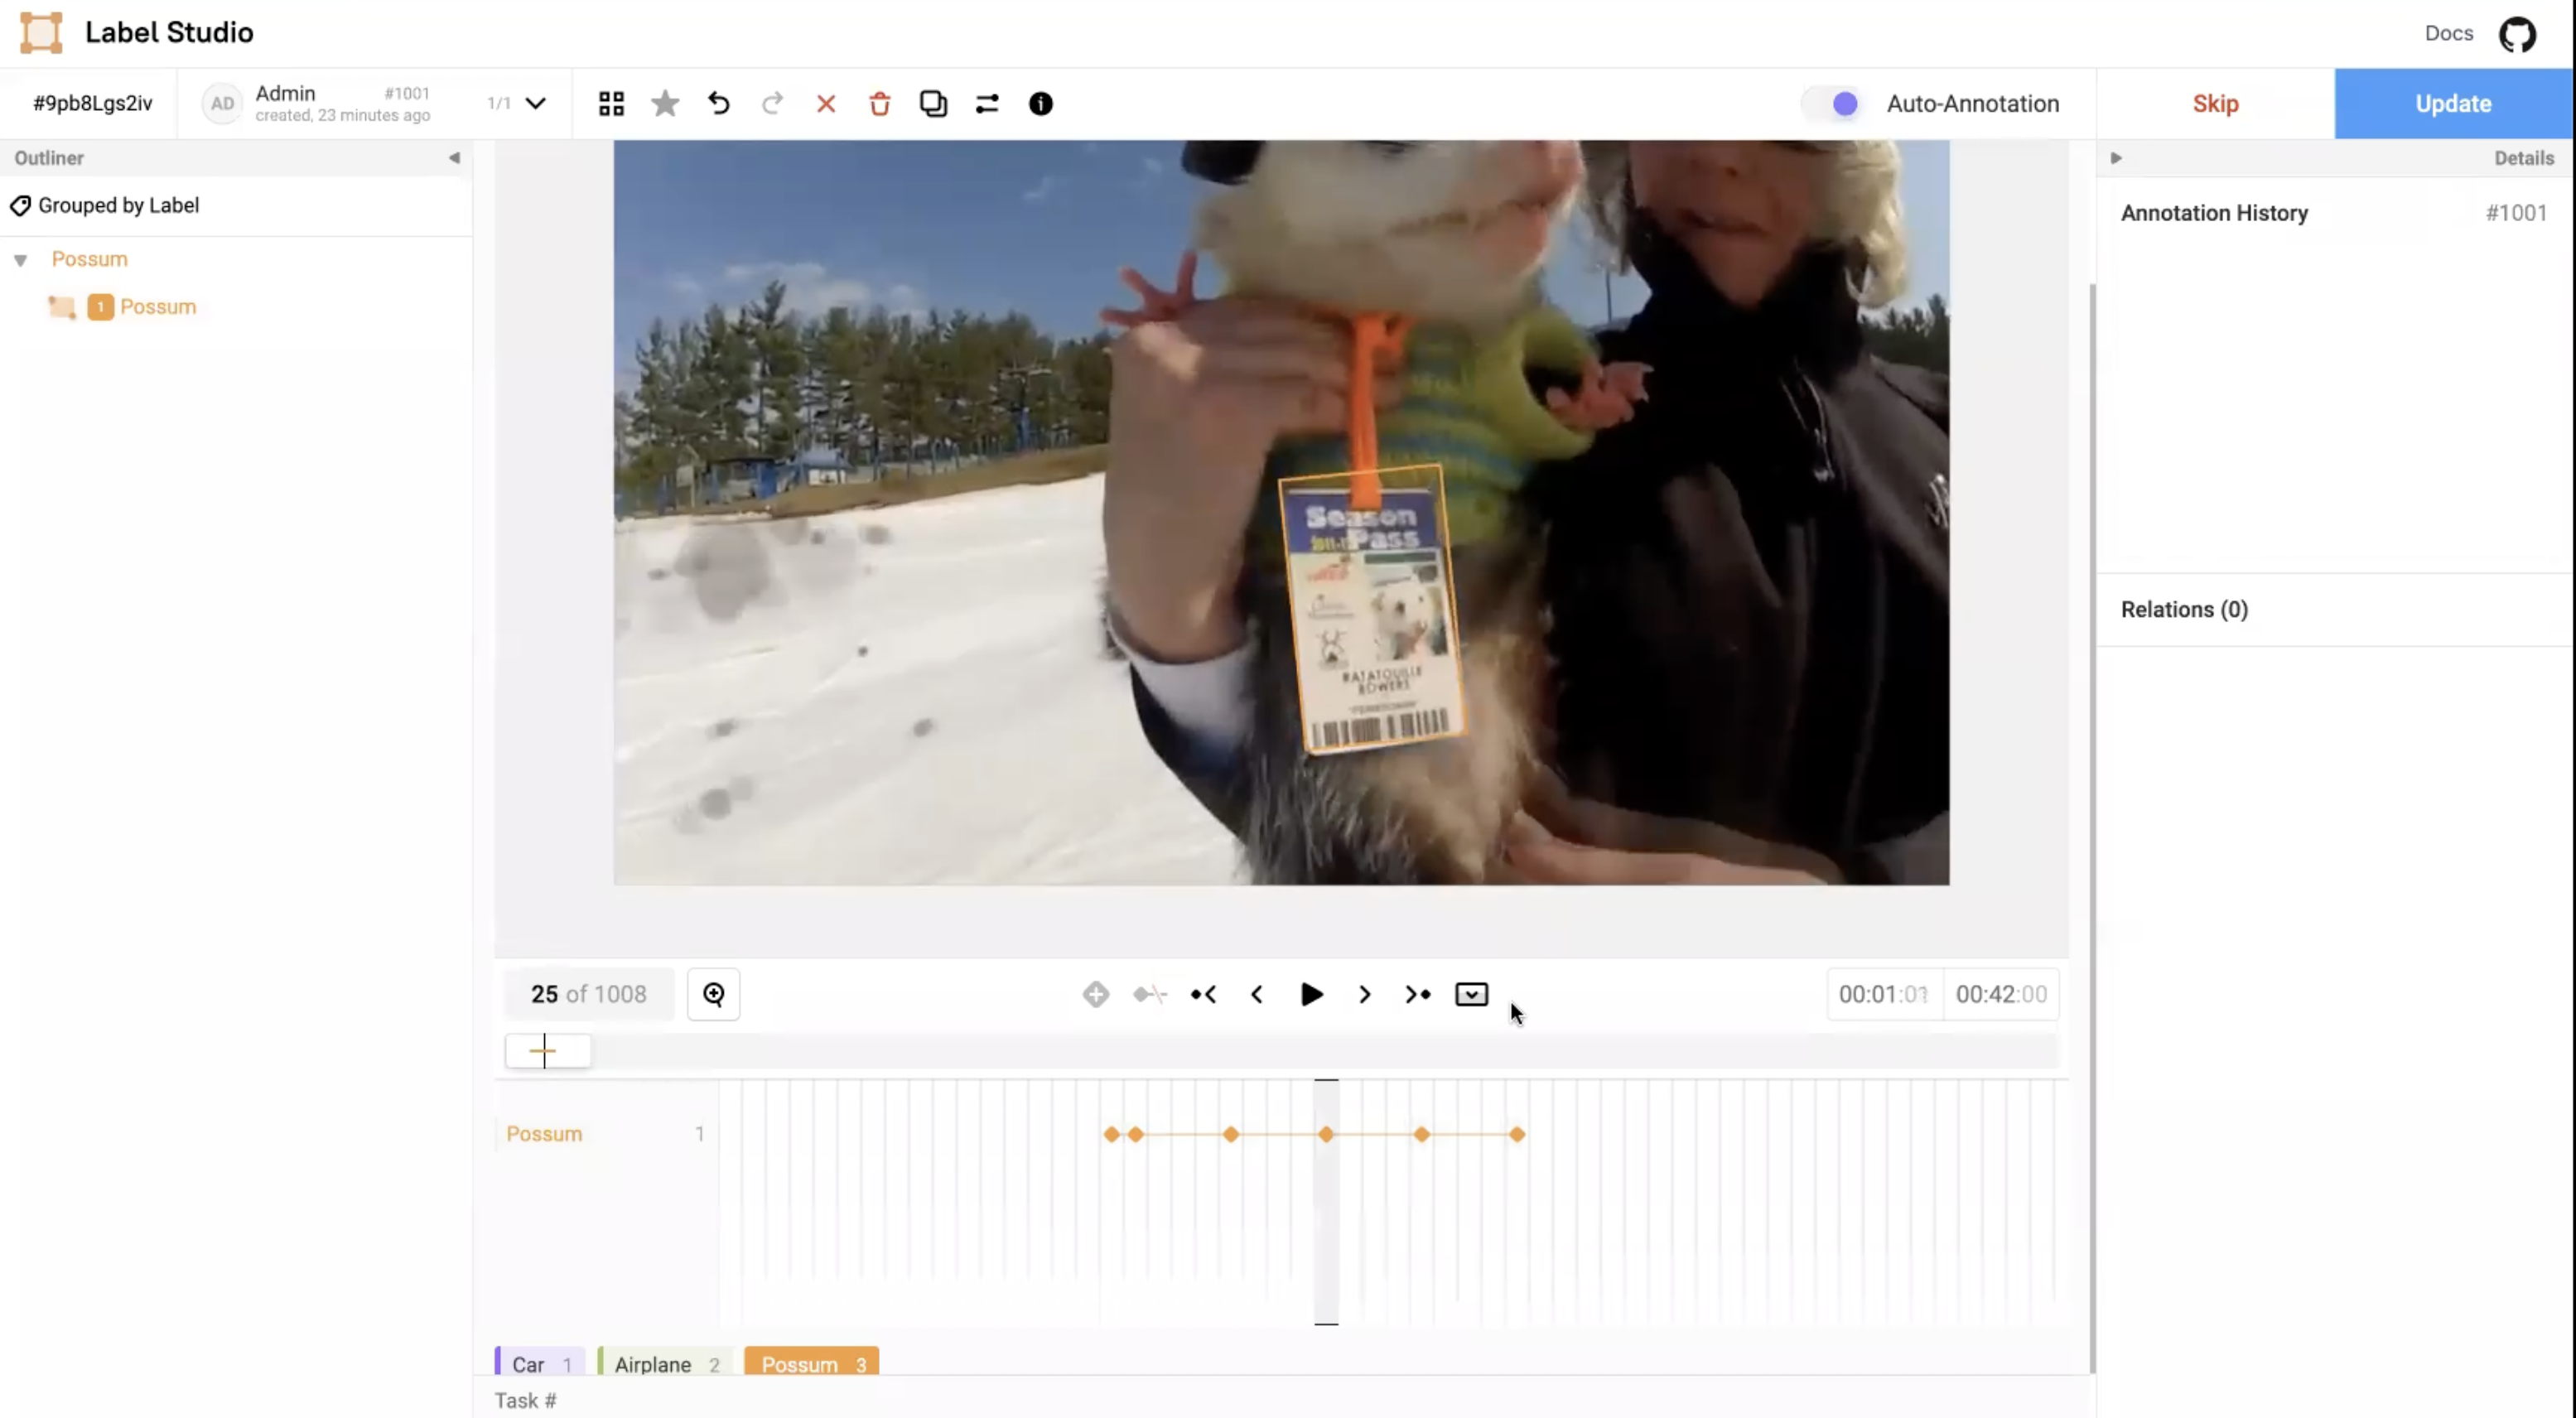 Label Studio
Docs
#9pb8Lgs2iv
AD
Admin
#1001
created, 23 minutes ago
1/1
Auto-Annotation
Skip
Update
Outliner
Details
Grouped by Label
Annotation History
#1001
Possum
1 Possum
Season
Pass
RATATOUILLE
BOWERS
Relations (0)
25 of 1008
00:01:01
00:42:00
Possum 1
Car 1
Airplane 2
Possum 3
Task #